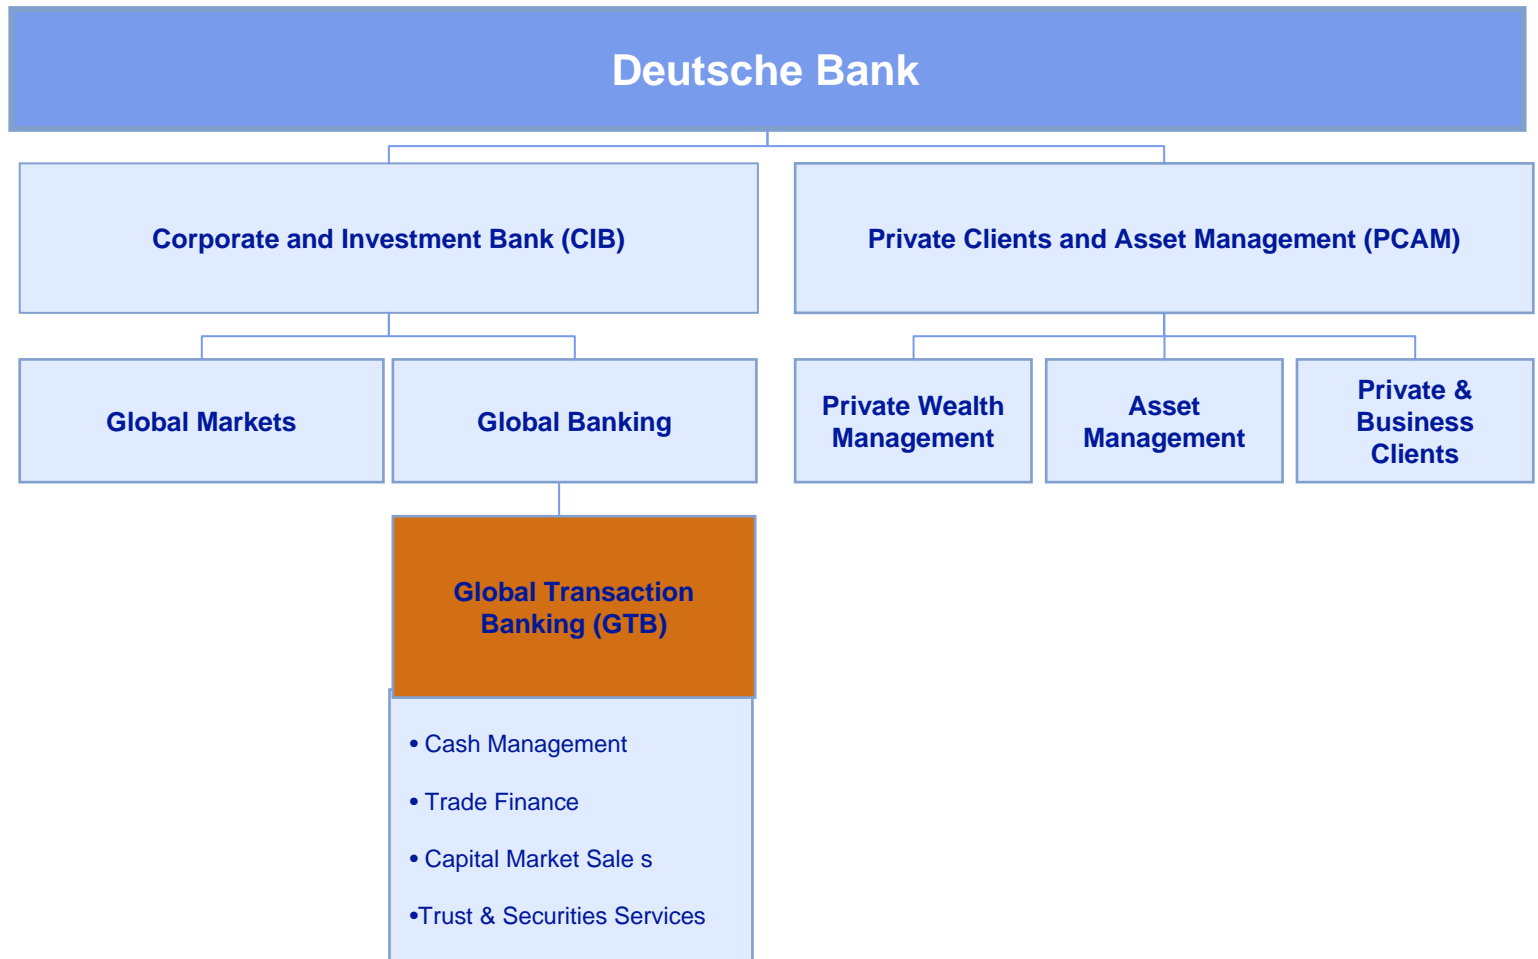 Deutsche Bank
Corporate and Investment Bank (CIB)
Private Clients and Asset Management (PCAM)
Global Markets
Global Banking
Private Wealth
Management
Asset
Management
Private &
Business
Clients
Global Transaction
Banking (GTB)
• Cash Management
• Trade Finance
• Capital Market Sale s
•Trust & Securities Services